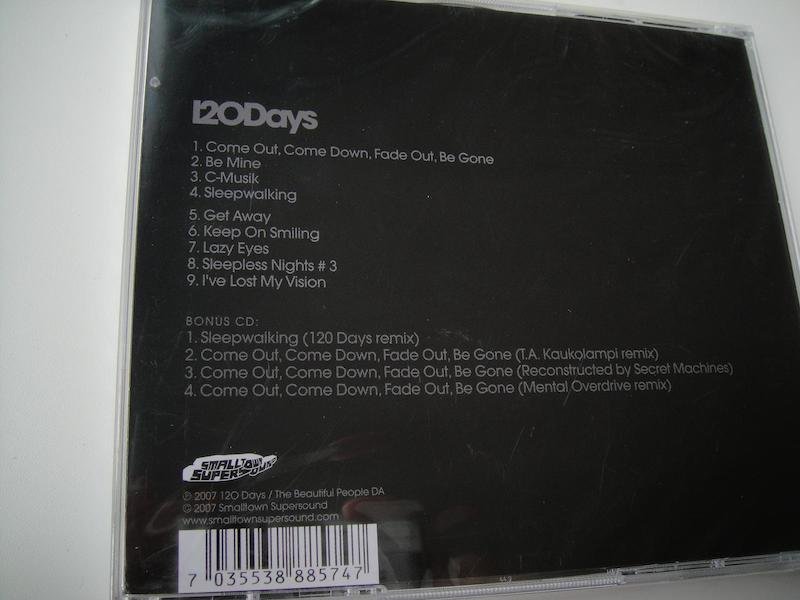 120Days
1. Come Out, Come Down, Fade Out, Be Gone
2. Be Mine
3. C-Musik
4. Sleepwalking
5. Get Away
6. Keep On Smiling
7. Lazy Eyes
8. Sleepless Nights # 3
9. I've Lost My Vision
BONUS CD:
1. Sleepwalking (120 Days remix)
2. Come Out, Come Down, Fade Out, Be Gone (T.A. Kaukolampi remix)
3. Come Out, Come Down, Fade Out, Be Gone (Reconstructed by Secret Machines)
4. Come Out, Come Down, Fade Out, Be Gone (Mental Overdrive remix)
SMALLTOWN
SUPERSOUND
℗ 2007 120 Days / The Beautiful People DA
© 2007 Smalltown Supersound
www.smalltownsupersound.com
7 035538 885747